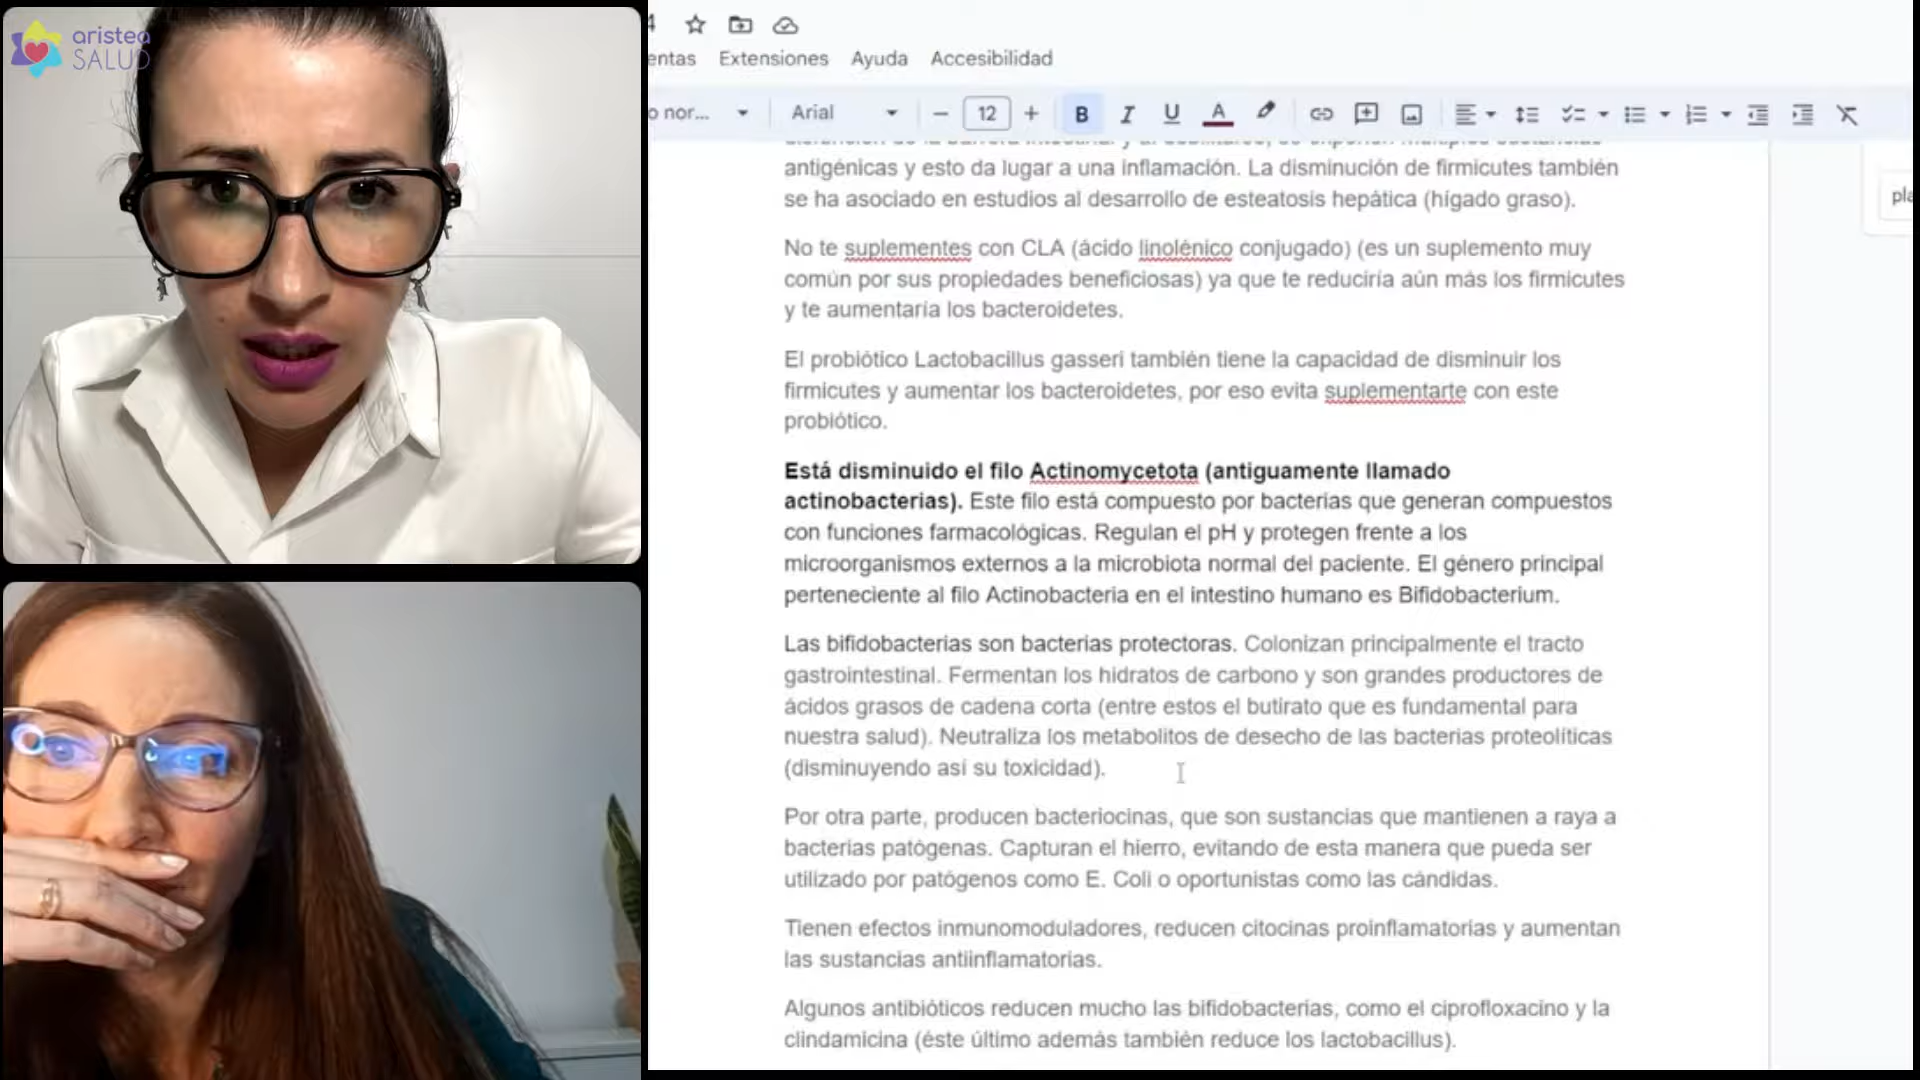 aristea
SALUD
4
entas Extensiones Ayuda Accesibilidad
o nor... Arial 12 B I U A
antigénicas y esto da lugar a una inflamación. La disminución de firmicutes también
se ha asociado en estudios al desarrollo de esteatosis hepática (hígado graso).
No te suplementes con CLA (ácido linolénico conjugado) (es un suplemento muy
común por sus propiedades beneficiosas) ya que te reduciría aún más los firmicutes
y te aumentaría los bacteroidetes.
El probiótico Lactobacillus gasseri también tiene la capacidad de disminuir los
firmicutes y aumentar los bacteroidetes, por eso evita suplementarte con este
probiótico.
Está disminuido el filo Actinomycetota (antiguamente llamado
actinobacterias). Este filo está compuesto por bacterias que generan compuestos
con funciones farmacológicas. Regulan el pH y protegen frente a los
microorganismos externos a la microbiota normal del paciente. El género principal
perteneciente al filo Actinobacteria en el intestino humano es Bifidobacterium.
Las bifidobacterias son bacterias protectoras. Colonizan principalmente el tracto
gastrointestinal. Fermentan los hidratos de carbono y son grandes productores de
ácidos grasos de cadena corta (entre estos el butirato que es fundamental para
nuestra salud). Neutraliza los metabolitos de desecho de las bacterias proteolíticas
(disminuyendo así su toxicidad).
Por otra parte, producen bacteriocinas, que son sustancias que mantienen a raya a
bacterias patógenas. Capturan el hierro, evitando de esta manera que pueda ser
utilizado por patógenos como E. Coli o oportunistas como las cándidas.
Tienen efectos inmunomoduladores, reducen citocinas proinflamatorias y aumentan
las sustancias antiinflamatorias.
Algunos antibióticos reducen mucho las bifidobacterias, como el ciprofloxacino y la
clindamicina (éste último además también reduce los lactobacillus).
pla